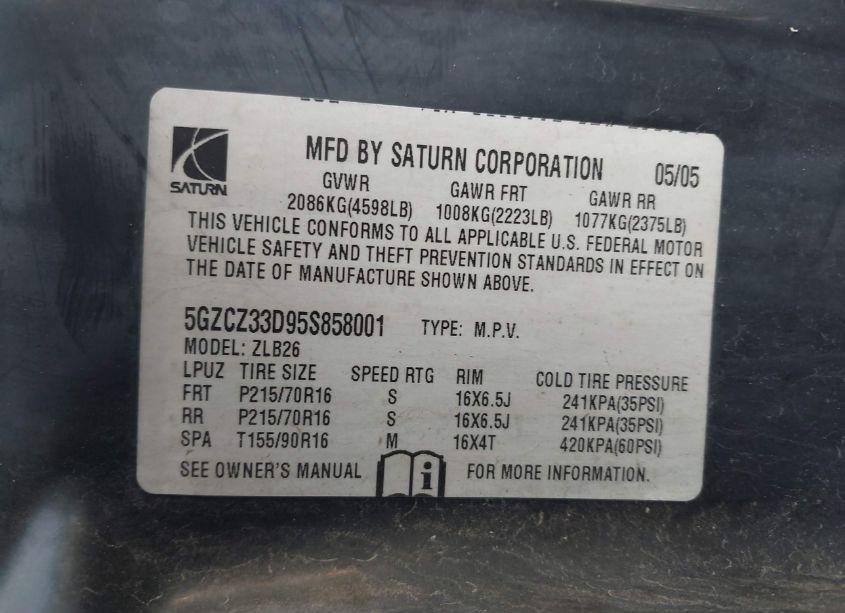 SATURN
MFD BY SATURN CORPORATION 05/05
GVWR GAWR FRT GAWR RR
2086KG(4598LB) 1008KG(2223LB) 1077KG(2375LB)
THIS VEHICLE CONFORMS TO ALL APPLICABLE U.S. FEDERAL MOTOR
VEHICLE SAFETY AND THEFT PREVENTION STANDARDS IN EFFECT ON
THE DATE OF MANUFACTURE SHOWN ABOVE.
5GZCZ33D95S858001 TYPE: M.P.V.
MODEL: ZLB26
LPUZ TIRE SIZE SPEED RTG RIM COLD TIRE PRESSURE
FRT P215/70R16 S 16X6.5J 241KPA(35PSI)
RR P215/70R16 S 16X6.5J 241KPA(35PSI)
SPA T155/90R16 M 16X4T 420KPA(60PSI)
SEE OWNER'S MANUAL i FOR MORE INFORMATION.